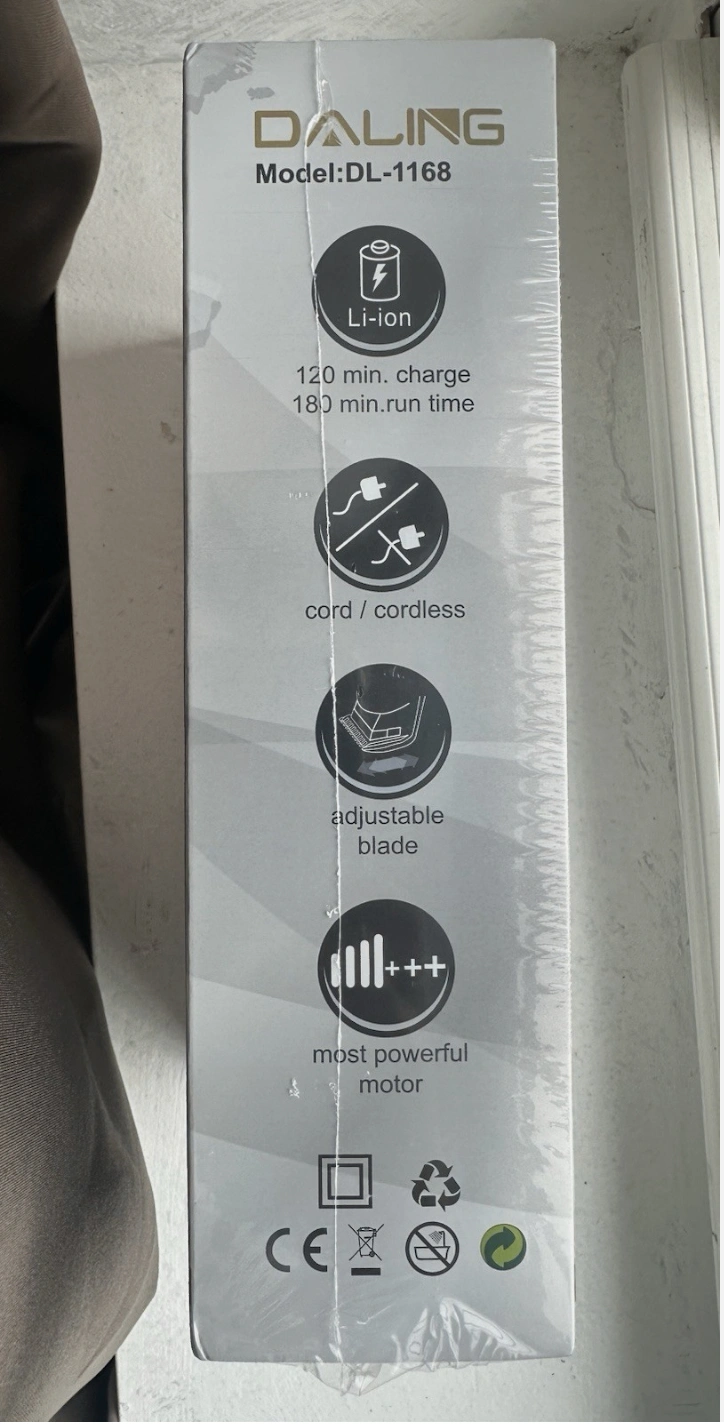 DALING
Model:DL-1168
Li-ion
120 min. charge
180 min.run time
cord / cordless
adjustable
blade
+++
most powerful
motor
CE